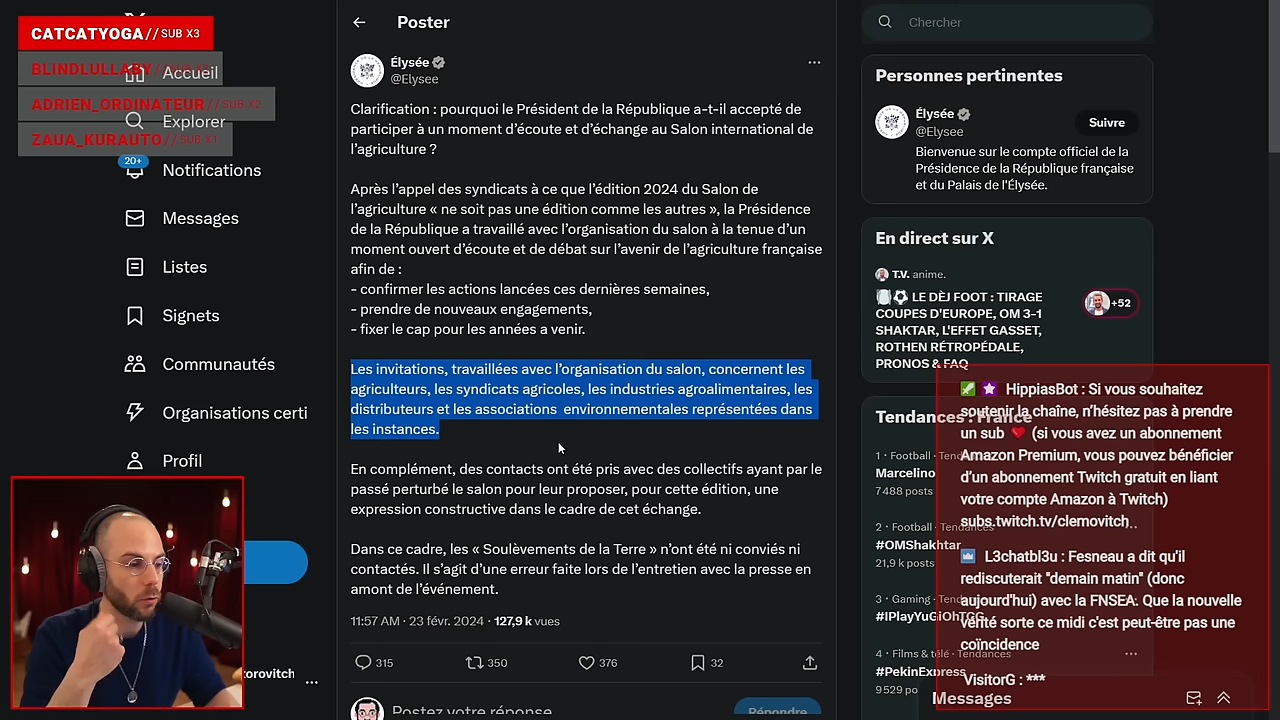 CATCATYOGA // SUB X3
BLINDLULLABY
ADRIEN_ORDINATEUR // SUB X2
ZAUA_KURAUTO // SUB X1
Accueil
Explorer
20+
Notifications
Messages
Listes
Signets
Communautés
Organisations certi
Profil
orovitch
Poster
Élysée
@Elysee
Clarification : pourquoi le Président de la République a-t-il accepté de
participer à un moment d’écoute et d’échange au Salon international de
l’agriculture ?
Après l’appel des syndicats à ce que l’édition 2024 du Salon de
l’agriculture « ne soit pas une édition comme les autres », la Présidence
de la République a travaillé avec l’organisation du salon à la tenue d’un
moment ouvert d’écoute et de débat sur l’avenir de l’agriculture française
afin de :
- confirmer les actions lancées ces dernières semaines,
- prendre de nouveaux engagements,
- fixer le cap pour les années a venir.
Les invitations, travaillées avec l’organisation du salon, concernent les
agriculteurs, les syndicats agricoles, les industries agroalimentaires, les
distributeurs et les associations environnementales représentées dans
les instances.
En complément, des contacts ont été pris avec des collectifs ayant par le
passé perturbé le salon pour leur proposer, pour cette édition, une
expression constructive dans le cadre de cet échange.
Dans ce cadre, les « Soulèvements de la Terre » n’ont été ni conviés ni
contactés. Il s’agit d’une erreur faite lors de l’entretien avec la presse en
amont de l’événement.
11:57 AM · 23 févr. 2024 · 127,9 k vues
315 350 376 32
Postez votre réponse
Répondre
Chercher
Personnes pertinentes
Élysée
@Elysee
Suivre
Bienvenue sur le compte officiel de la
Présidence de la République française
et du Palais de l’Élysée.
En direct sur X
T.V. anime.
LE DÈJ FOOT : TIRAGE
COUPES D'EUROPE, OM 3-1
SHAKTAR, L'EFFET GASSET,
ROTHEN RÉTROPÉDALE,
PRONOS & FAQ
+52
Tendances : France
1 · Football · Tendances
Marcelino
7 488 posts
2 · Football · Tendances
#OMShakhtar
21,9 k posts
3 · Gaming · Tendances
#IPlayYuGiOhTCG
4 · Films & télé · Tendances
#PekinExpress
9 529 posts
HippiasBot : Si vous souhaitez
soutenir la chaîne, n’hésitez pas à prendre
un sub ❤ (si vous avez un abonnement
Amazon Premium, vous pouvez bénéficier
d’un abonnement Twitch gratuit en liant
votre compte Amazon à Twitch)
subs.twitch.tv/clemovitch
L3chatbl3u : Fesneau a dit qu'il
rediscuterait "demain matin" (donc
aujourd'hui) avec la FNSEA. Que la nouvelle
vérité sorte ce midi c'est peut-être pas une
coïncidence
VisitorG : ***
Messages